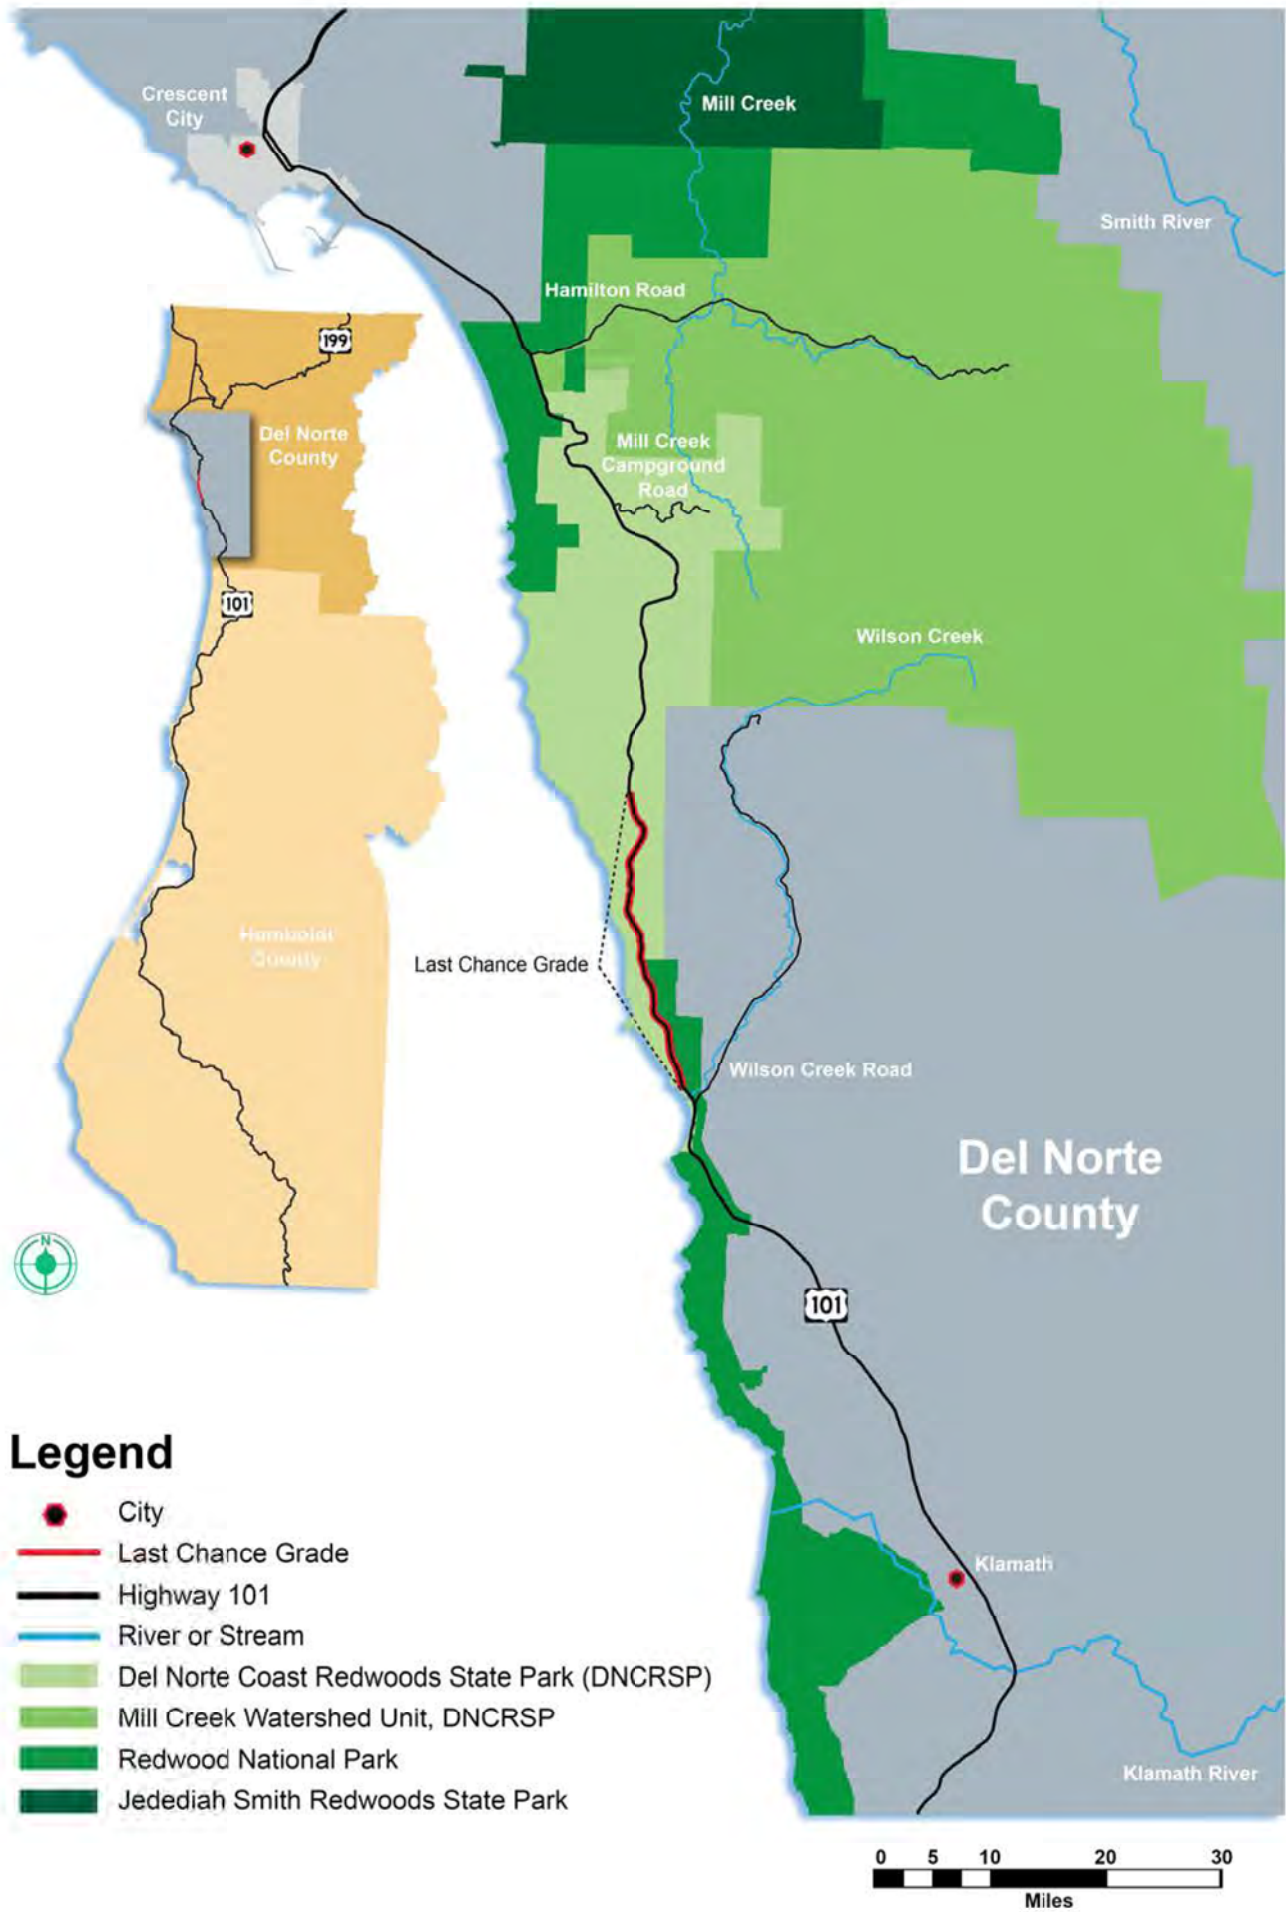 Crescent
City
Mill Creek
Smith River
Hamilton Road
199
Del Norte
County
Mill Creek
Campground
Road
101
Wilson Creek
Humboldt
County
Last Chance Grade
Wilson Creek Road
Del Norte
County
N
101
Legend
City
Last Chance Grade
Highway 101
River or Stream
Del Norte Coast Redwoods State Park (DNCRSP)
Mill Creek Watershed Unit, DNCRSP
Redwood National Park
Jedediah Smith Redwoods State Park
Klamath
Klamath River
0 5 10 20 30
Miles